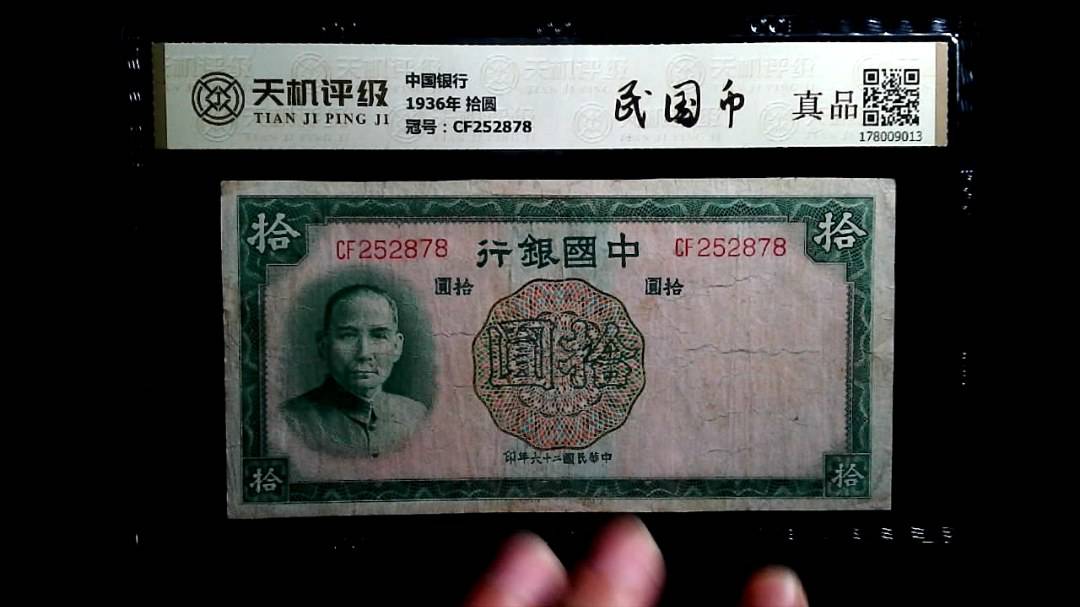 天机评级
TIAN JI PING JI
中国银行
1936年 拾圆
冠号：CF252878
民国币
真品
178009013
拾
拾
CF252878
行銀國中
CF252878
圓拾
圓拾
圓拾
印年六十二國民華中
拾
拾